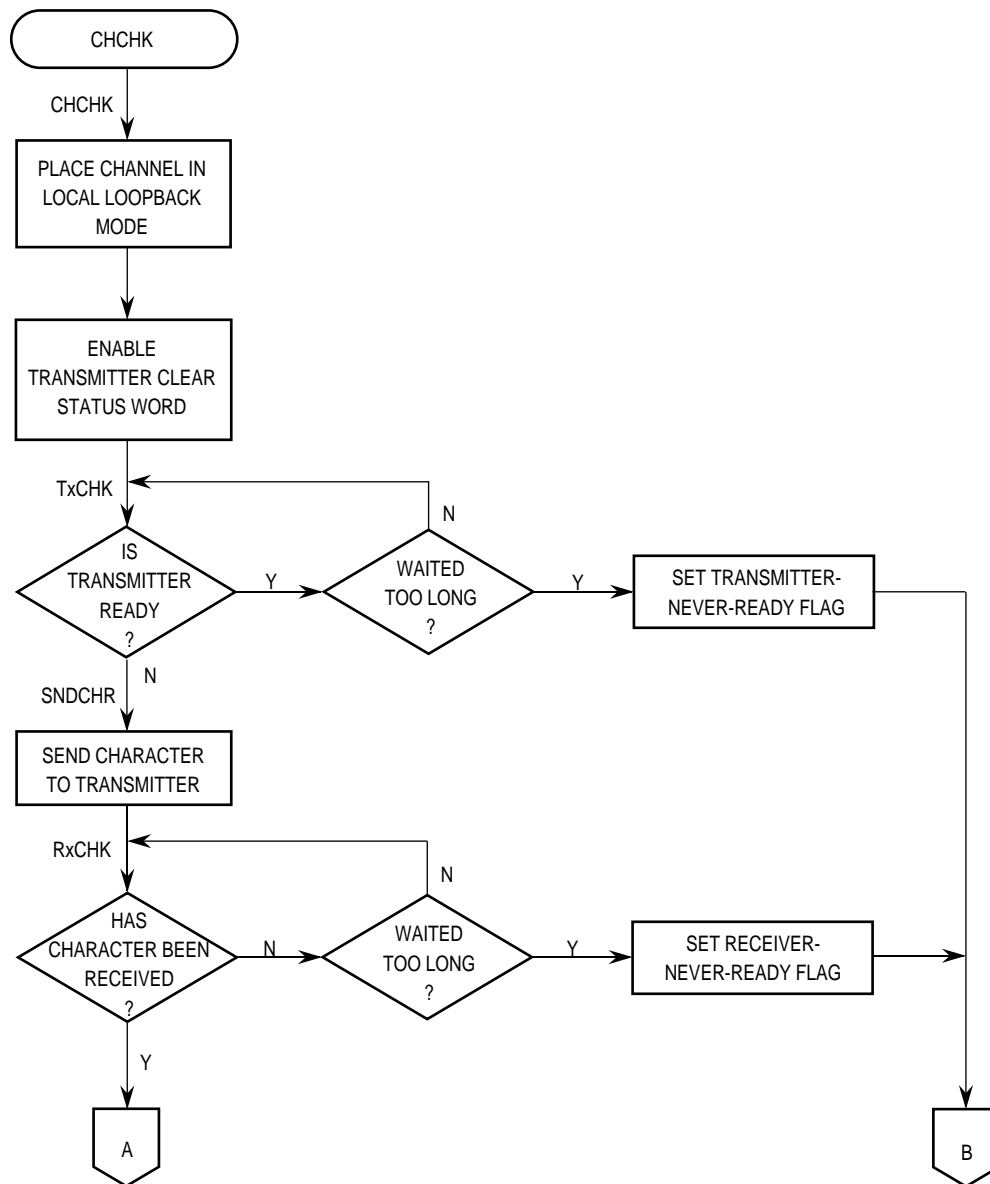 CHCHK
CHCHK
PLACE CHANNEL IN
LOCAL LOOPBACK
MODE
ENABLE
TRANSMITTER CLEAR
STATUS WORD
TxCHK
N
IS
TRANSMITTER
READY
?
Y
WAITED
TOO LONG
?
Y
SET TRANSMITTER-
NEVER-READY FLAG
N
SNDCHR
SEND CHARACTER
TO TRANSMITTER
RxCHK
N
HAS
CHARACTER BEEN
RECEIVED
?
N
WAITED
TOO LONG
?
Y
SET RECEIVER-
NEVER-READY FLAG
Y
A
B